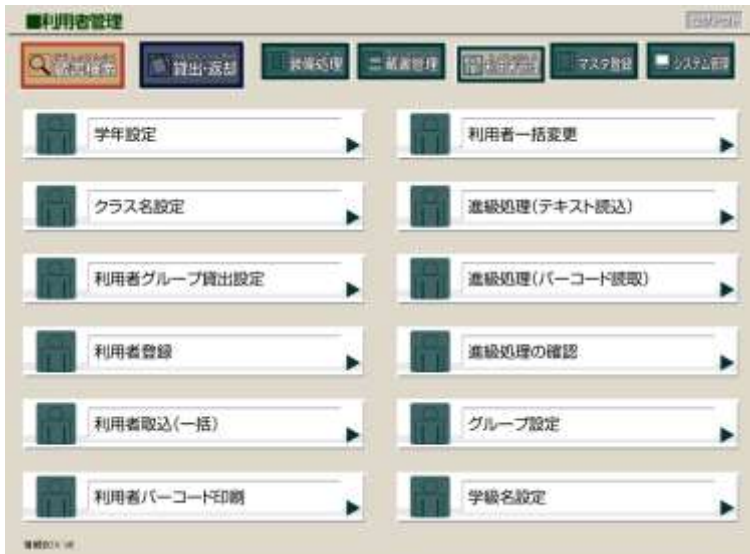 ■利用者管理
貸出・返却
装備処理
蔵書管理
マスタ登録
システム管理
学年設定
利用者一括変更
クラス名設定
進級処理(テキスト読込)
利用者グループ貸出設定
進級処理(バーコード読取)
利用者登録
進級処理の確認
利用者取込(一括)
グループ設定
利用者バーコード印刷
学級名設定